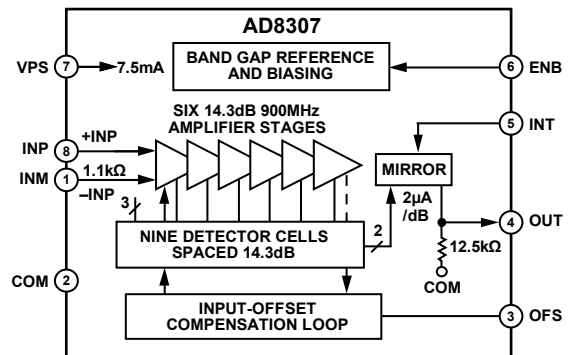 AD8307
VPS 7 7.5mA
BAND GAP REFERENCE
AND BIASING
6 ENB
SIX 14.3dB 900MHz
AMPLIFIER STAGES
5 INT
INP 8 +INP
INM 1 1.1kΩ
–INP
MIRROR
2µA
/dB
4 OUT
3
NINE DETECTOR CELLS
SPACED 14.3dB
2
12.5kΩ
COM
COM 2
INPUT-OFFSET
COMPENSATION LOOP
3 OFS